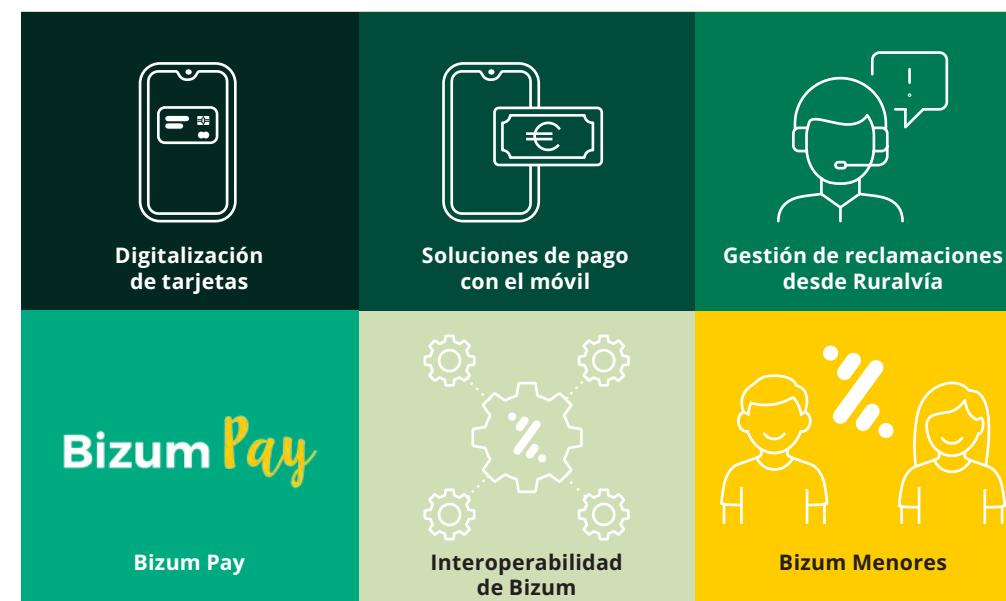 Digitalización
de tarjetas
Soluciones de pago
con el móvil
!
Gestión de reclamaciones
desde Ruralvía
Bizum Pay
Bizum Pay
Interoperabilidad
de Bizum
Bizum Menores